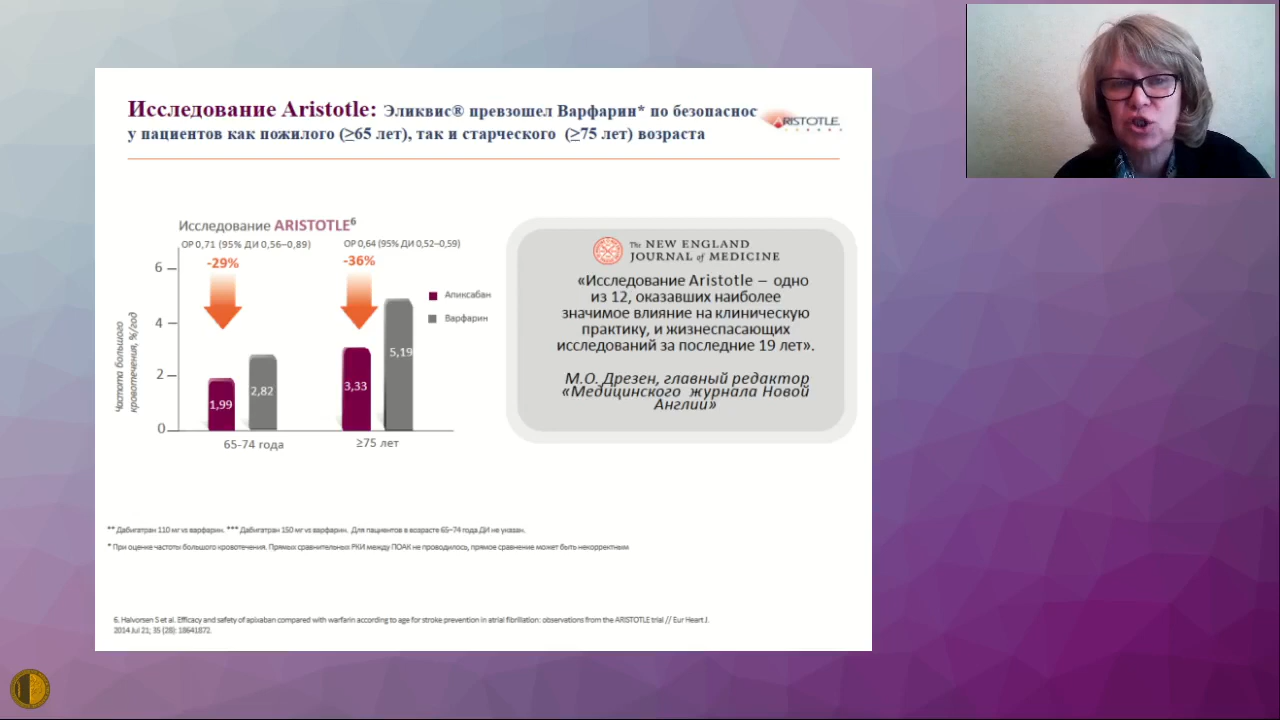 Исследование Aristotle: Эликвис® превзошел Варфарин* по безопаснос
у пациентов как пожилого (≥65 лет), так и старческого (≥75 лет) возраста
ARISTOTLE
Исследование ARISTOTLE⁶
ОР 0,71 (95% ДИ 0,56–0,89)
ОР 0,64 (95% ДИ 0,52–0,59)
-29%
-36%
Апиксабан
Варфарин
Частота большого
кровотечения, %/год
6
4
2
0
1,99
2,82
3,33
5,19
65-74 года
≥75 лет
The NEW ENGLAND
JOURNAL of MEDICINE
«Исследование Aristotle – одно
из 12, оказавших наиболее
значимое влияние на клиническую
практику, и жизнеспасающих
исследований за последние 19 лет».
М.О. Дрезен, главный редактор
«Медицинского журнала Новой
Англии»
** Дабигатран 110 мг vs варфарин. *** Дабигатран 150 мг vs варфарин. Для пациентов в возрасте 65–74 года ДИ не указан.
* При оценке частоты большого кровотечения. Прямых сравнительных РКИ между ПОАК не проводилось, прямое сравнение может быть некорректным
6. Halvorsen S et al. Efficacy and safety of apixaban compared with warfarin according to age for stroke prevention in atrial fibrillation: observations from the ARISTOTLE trial // Eur Heart J.
2014 Jul 21; 35 (28): 18641872.